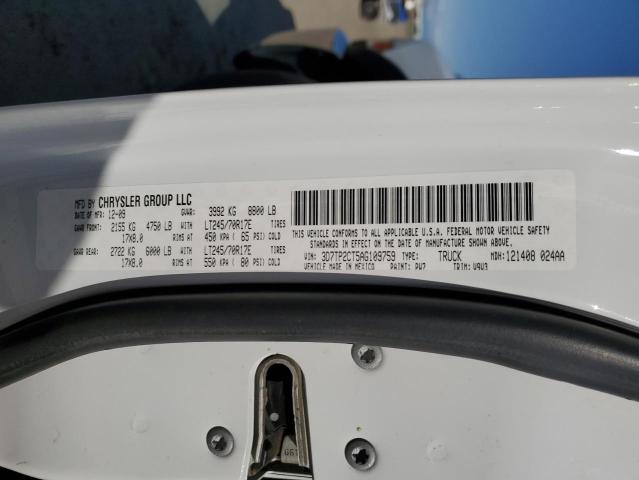 MFD BY CHRYSLER GROUP LLC
DATE OF MFR: 12-09 GVWR: 3992 KG 8800 LB
GAWR FRONT: 2155 KG 4750 LB LT245/70R17E TIRES
17X8.0 RIMS AT 450 KPA ( 65 PSI) COLD
GAWR REAR: 2722 KG 6000 LB LT245/70R17E TIRES
17X8.0 RIMS AT 550 KPA ( 80 PSI) COLD
THIS VEHICLE CONFORMS TO ALL APPLICABLE U.S.A. FEDERAL MOTOR VEHICLE SAFETY
STANDARDS IN EFFECT ON THE DATE OF MANUFACTURE SHOWN ABOVE.
VIN: 3D7TP2CT5AG109759 TYPE: TRUCK MDH: 121408 024AA
VEHICLE MADE IN MEXICO PAINT: PW7 TRIM: V9V3